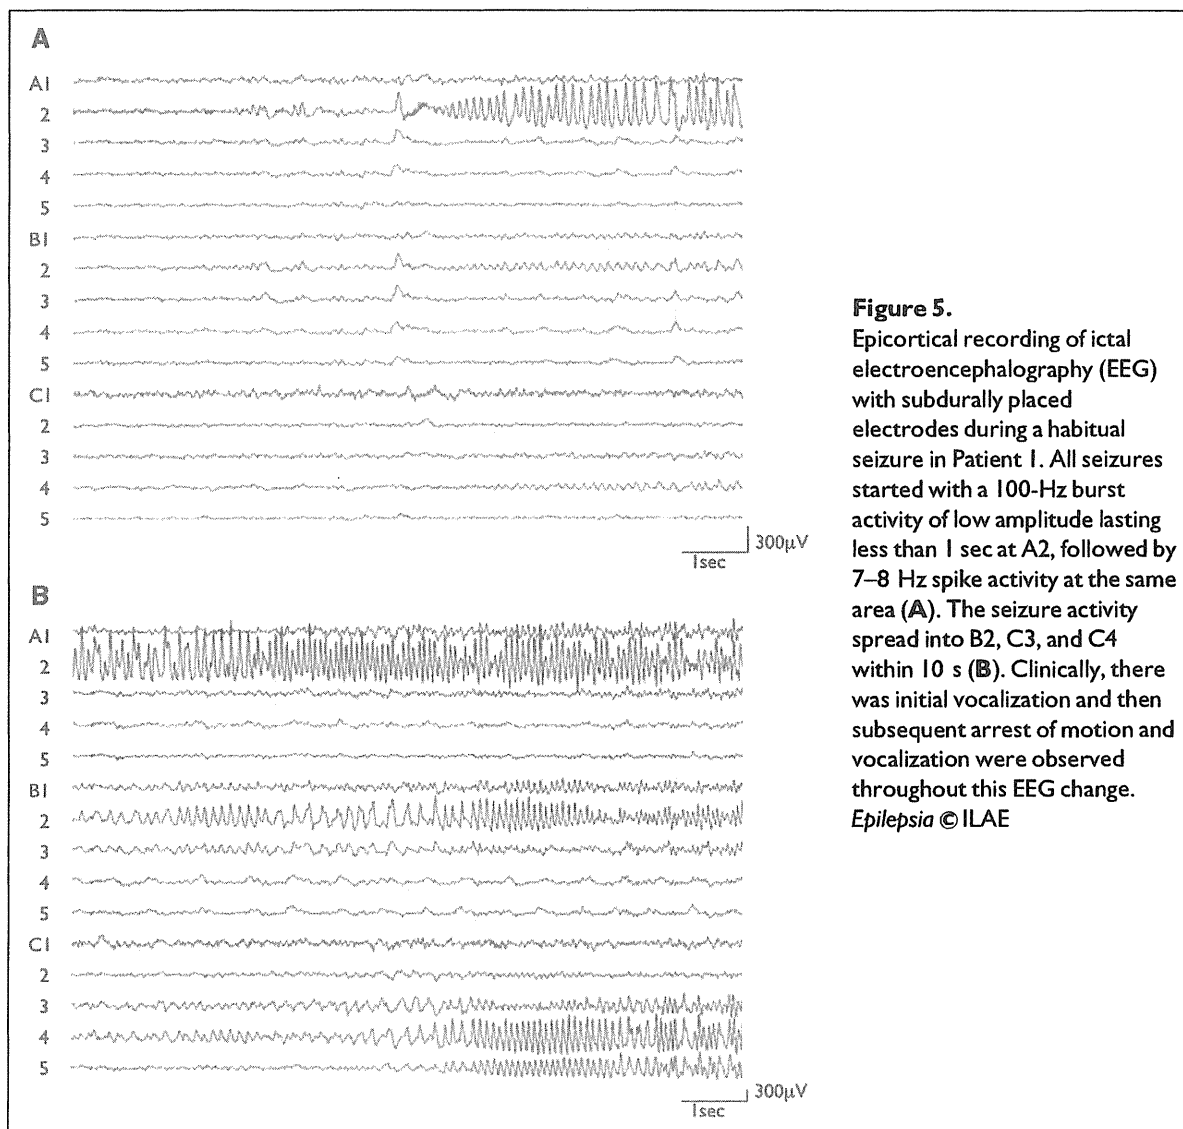 A
A1
2
3
4
5
B1
2
3
4
5
C1
2
3
4
5
300μV
1sec
B
A1
2
3
4
5
B1
2
3
4
5
C1
2
3
4
5
300μV
1sec
Figure 5.
Epicortical recording of ictal
electroencephalography (EEG)
with subdurally placed
electrodes during a habitual
seizure in Patient 1. All seizures
started with a 100-Hz burst
activity of low amplitude lasting
less than 1 sec at A2, followed by
7–8 Hz spike activity at the same
area (A). The seizure activity
spread into B2, C3, and C4
within 10 s (B). Clinically, there
was initial vocalization and then
subsequent arrest of motion and
vocalization were observed
throughout this EEG change.
Epilepsia © ILAE